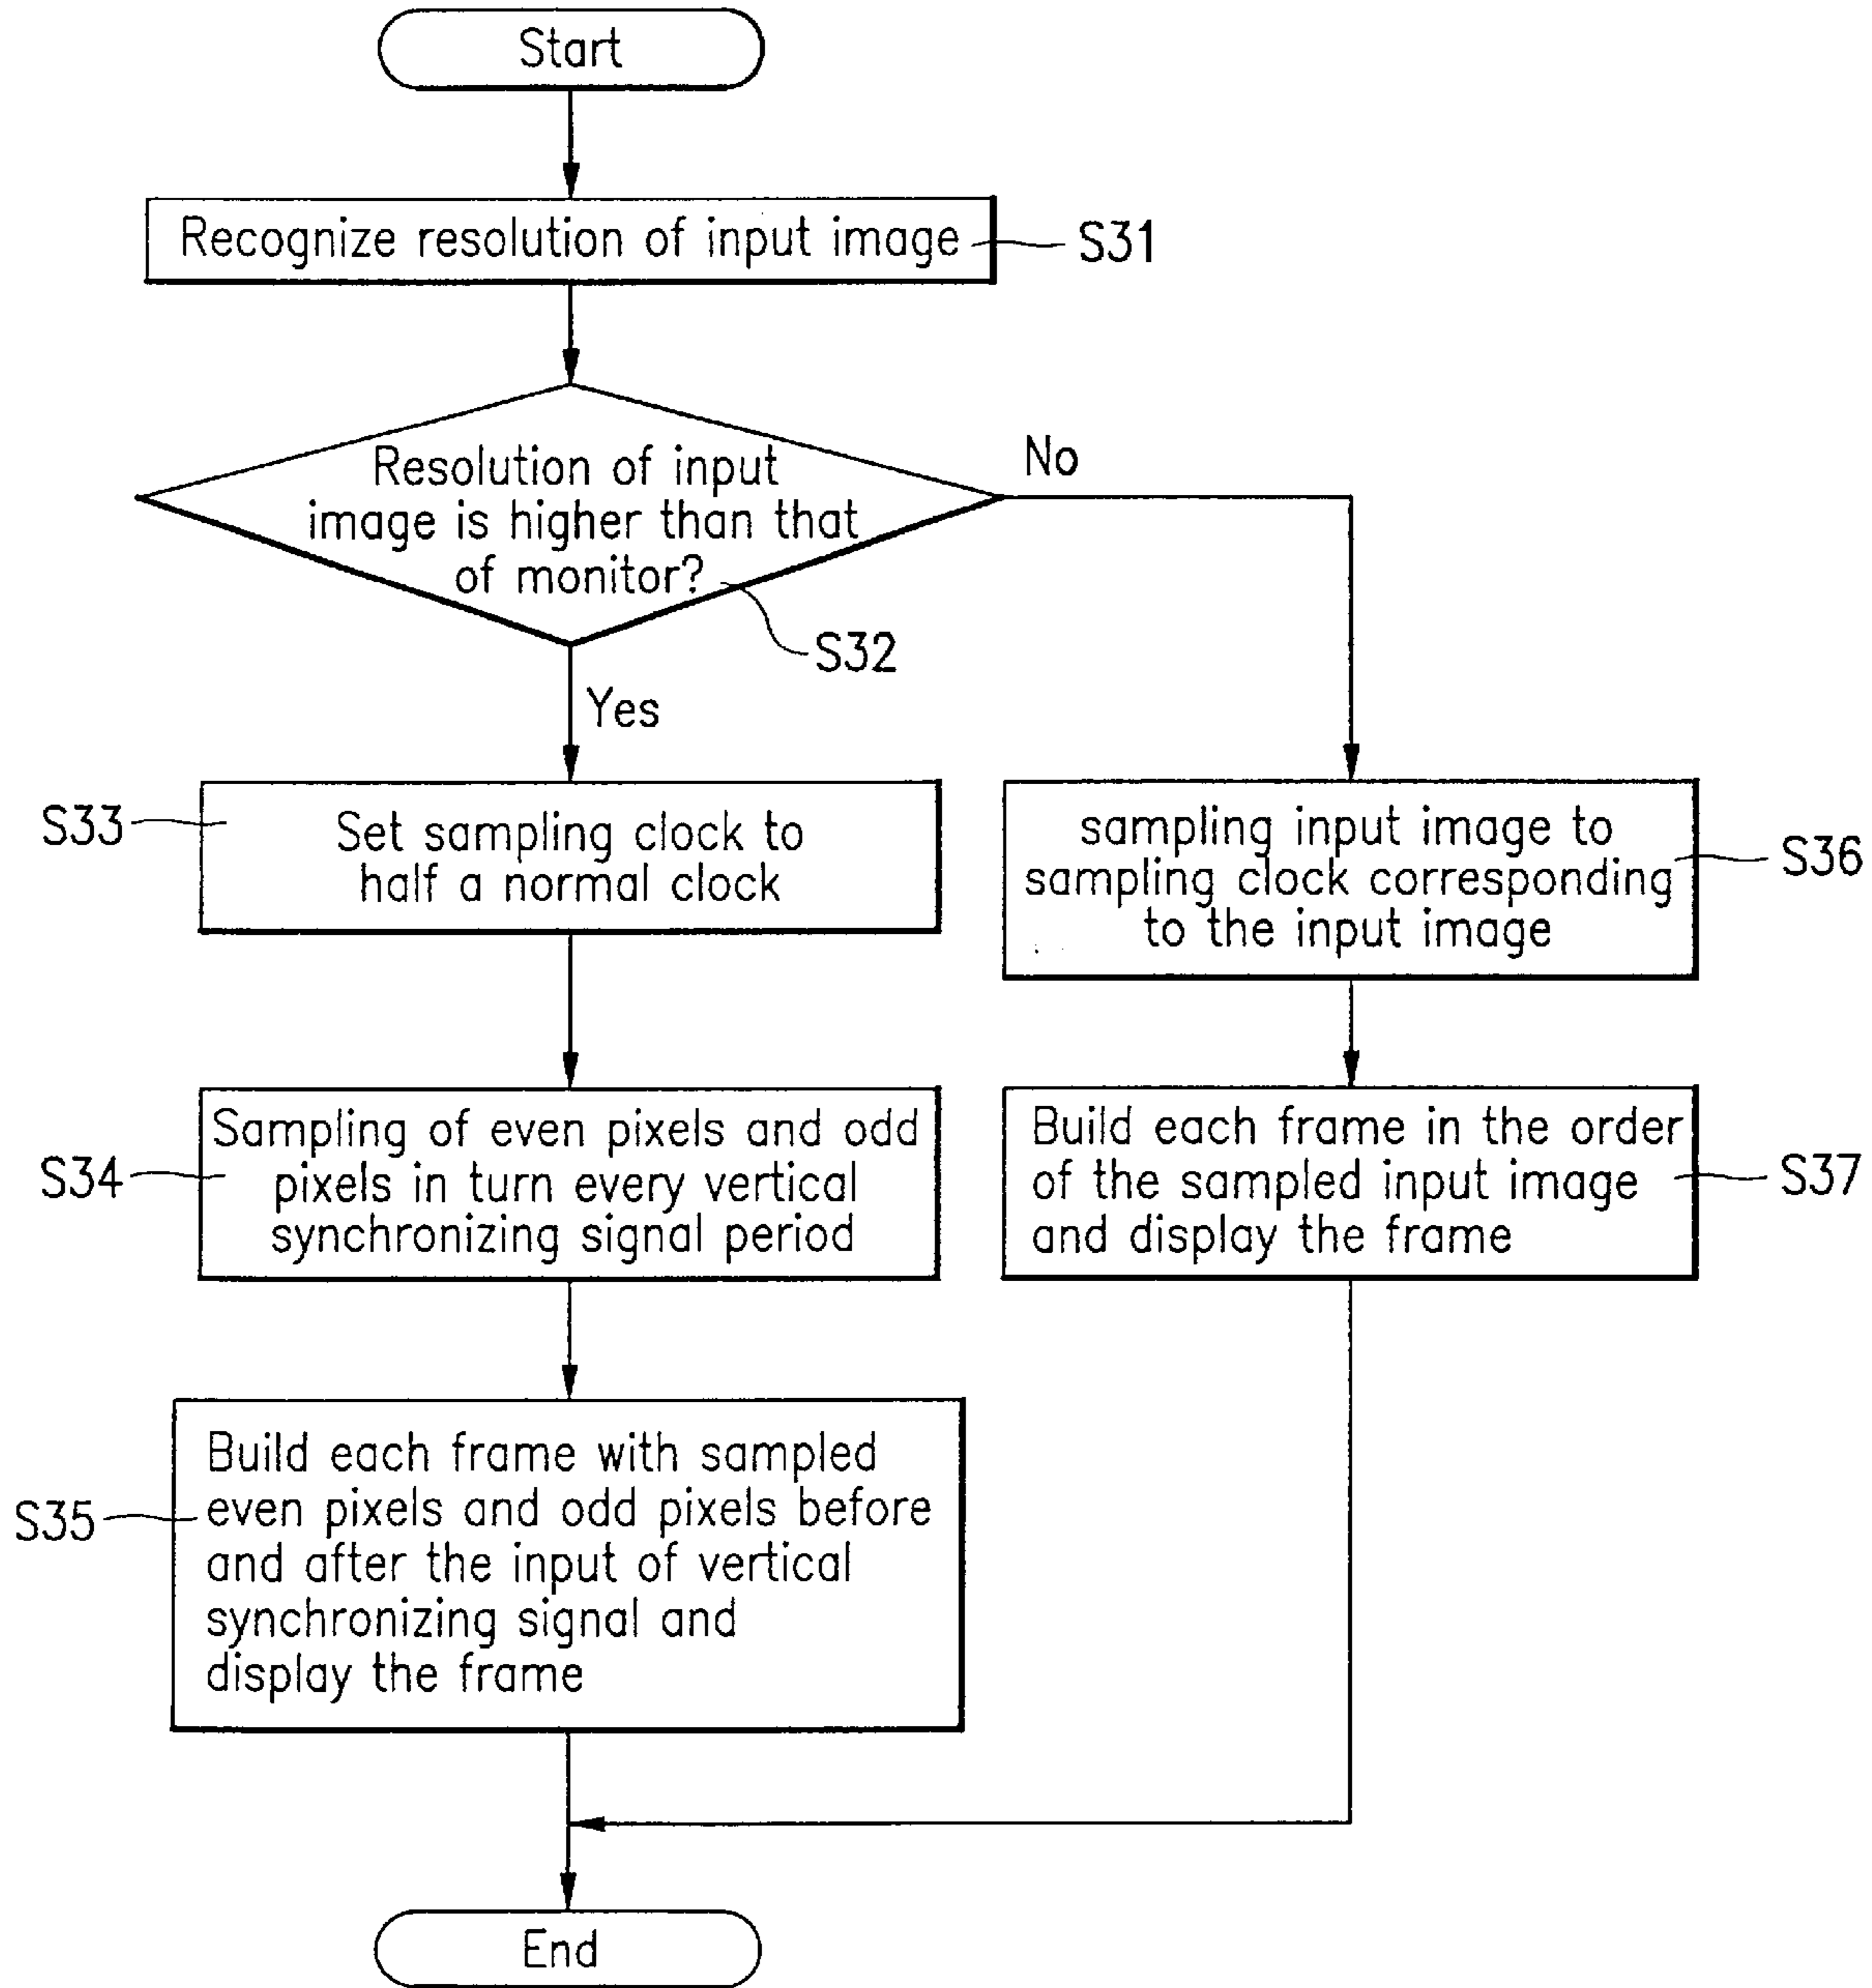 Start
Recognize resolution of input image
S31
Resolution of input
image is higher than that
of monitor?
S32
No
Yes
S33
Set sampling clock to
half a normal clock
sampling input image to
sampling clock corresponding
to the input image
S36
S34
Sampling of even pixels and odd
pixels in turn every vertical
synchronizing signal period
Build each frame in the order
of the sampled input image
and display the frame
S37
S35
Build each frame with sampled
even pixels and odd pixels before
and after the input of vertical
synchronizing signal and
display the frame
End